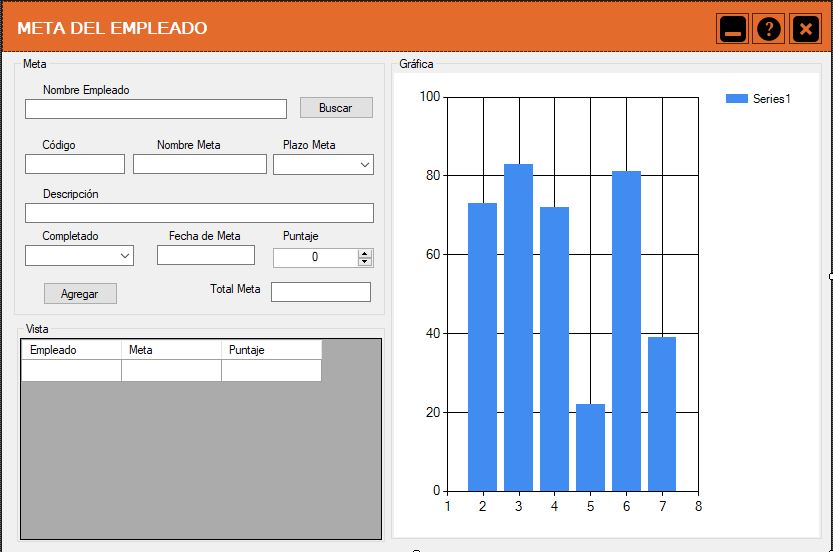 META DEL EMPLEADO
?
Meta
Nombre Empleado
Buscar
Código Nombre Meta Plazo Meta
Descripción
Completado Fecha de Meta Puntaje
0
Agregar Total Meta
Vista
Empleado Meta Puntaje
Gráfica
Series1
100
80
60
40
20
0
1 2 3 4 5 6 7 8